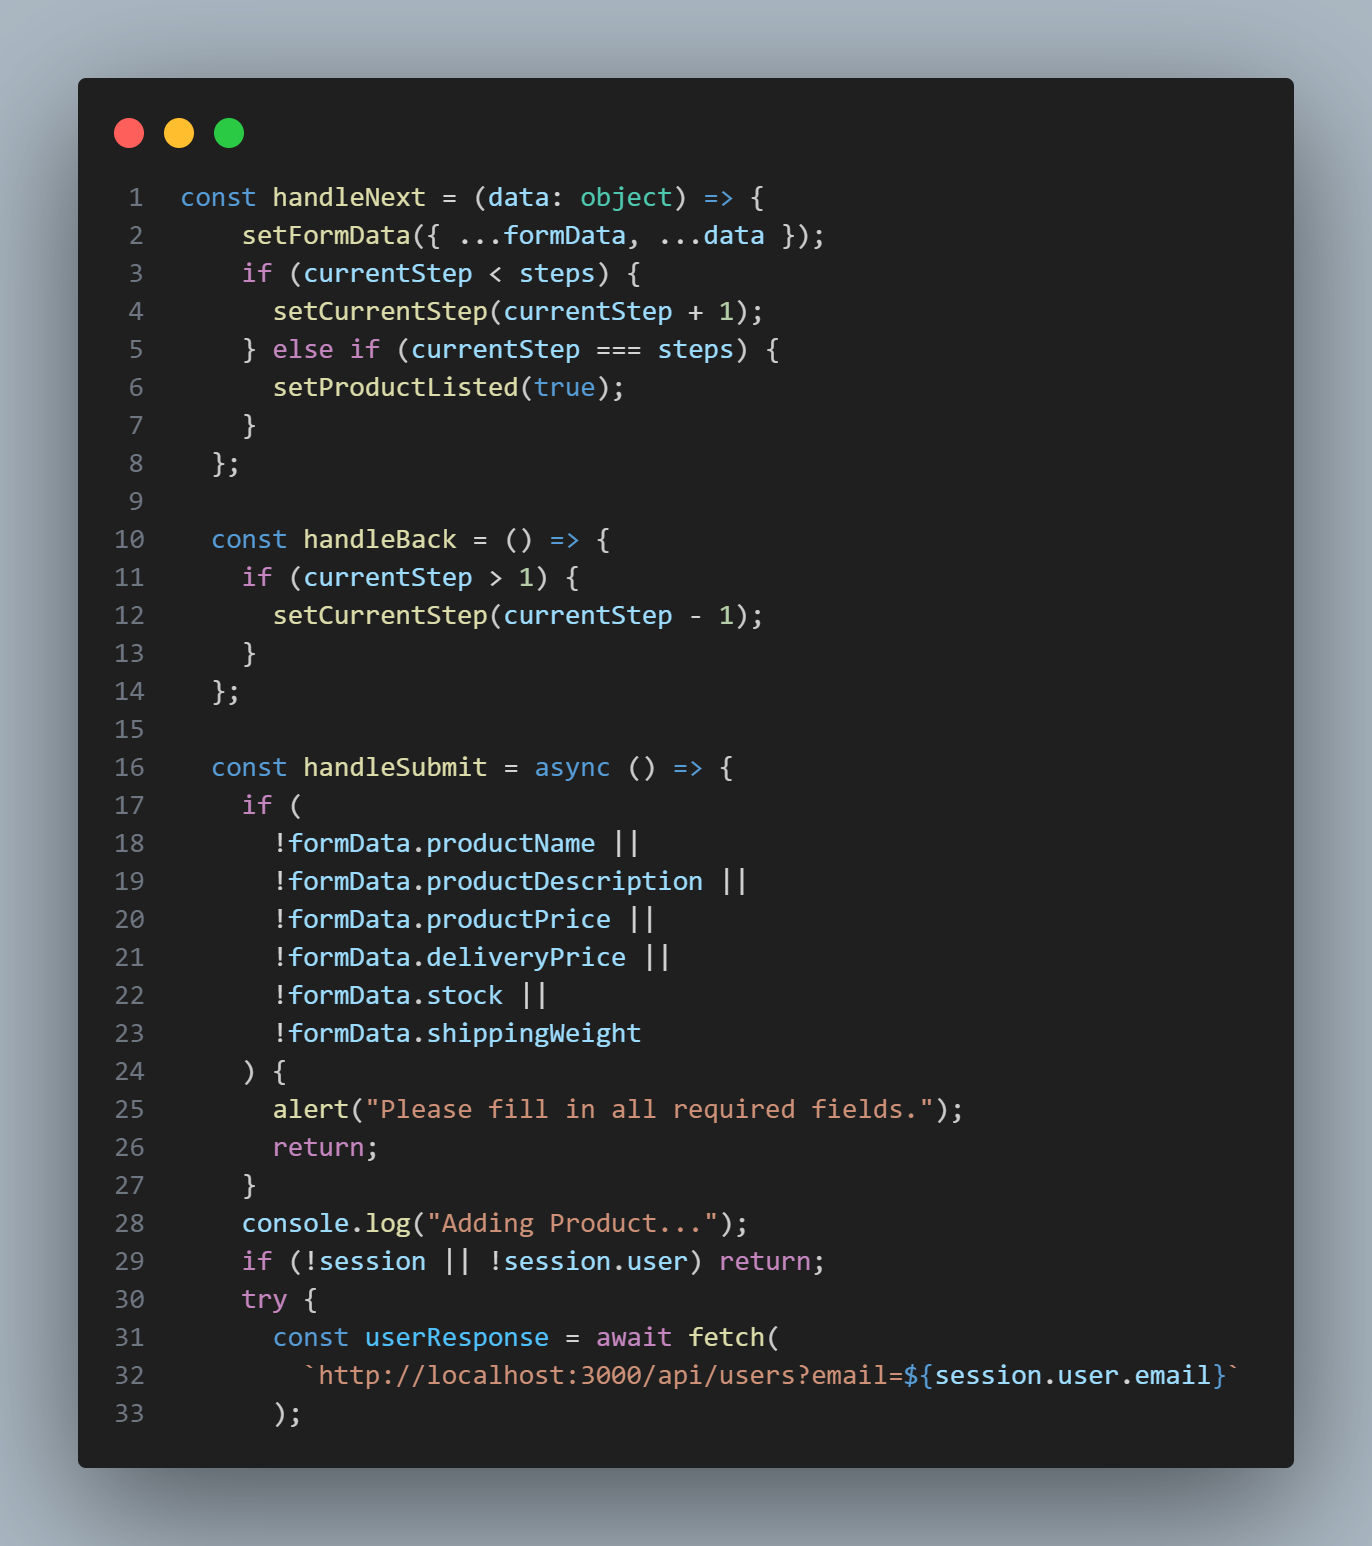 1 const handleNext = (data: object) => {
2     setFormData({ ...formData, ...data });
3     if (currentStep < steps) {
4       setCurrentStep(currentStep + 1);
5     } else if (currentStep === steps) {
6       setProductListed(true);
7     }
8   };
9
10   const handleBack = () => {
11     if (currentStep > 1) {
12       setCurrentStep(currentStep - 1);
13     }
14   };
15
16   const handleSubmit = async () => {
17     if (
18       !formData.productName ||
19       !formData.productDescription ||
20       !formData.productPrice ||
21       !formData.deliveryPrice ||
22       !formData.stock ||
23       !formData.shippingWeight
24     ) {
25       alert("Please fill in all required fields.");
26       return;
27     }
28     console.log("Adding Product...");
29     if (!session || !session.user) return;
30     try {
31       const userResponse = await fetch(
32         `http://localhost:3000/api/users?email=${session.user.email}`
33       );